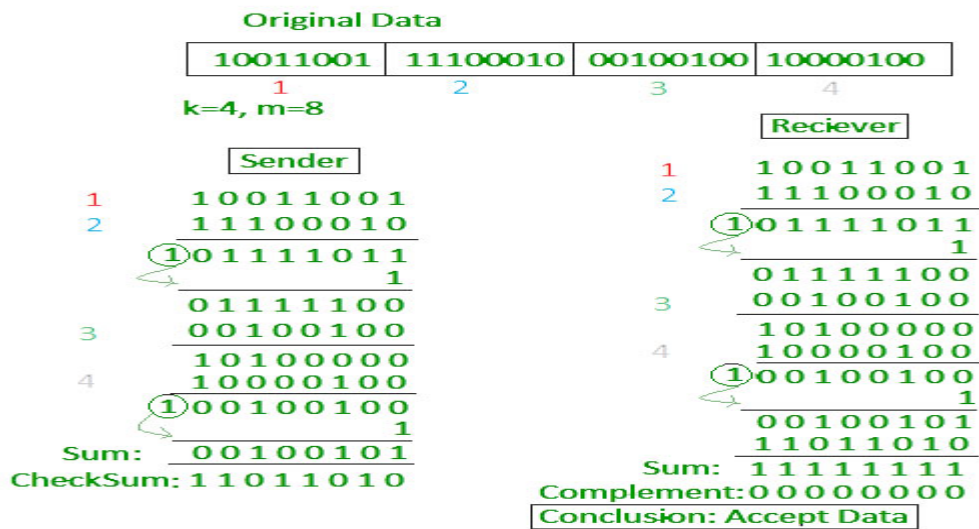 Original Data
10011001 11100010 00100100 10000100
1 2 3 4
k=4, m=8
Sender
1 10011001
2 11100010
1 01111011
1
01111100
3 00100100
10100000
4 10000100
1 00100100
1
Sum: 00100101
CheckSum: 11011010
Reciever
1 10011001
2 11100010
1 01111011
1
01111100
3 00100100
10100000
4 10000100
1 00100100
1
00100101
11011010
Sum: 11111111
Complement: 00000000
Conclusion: Accept Data